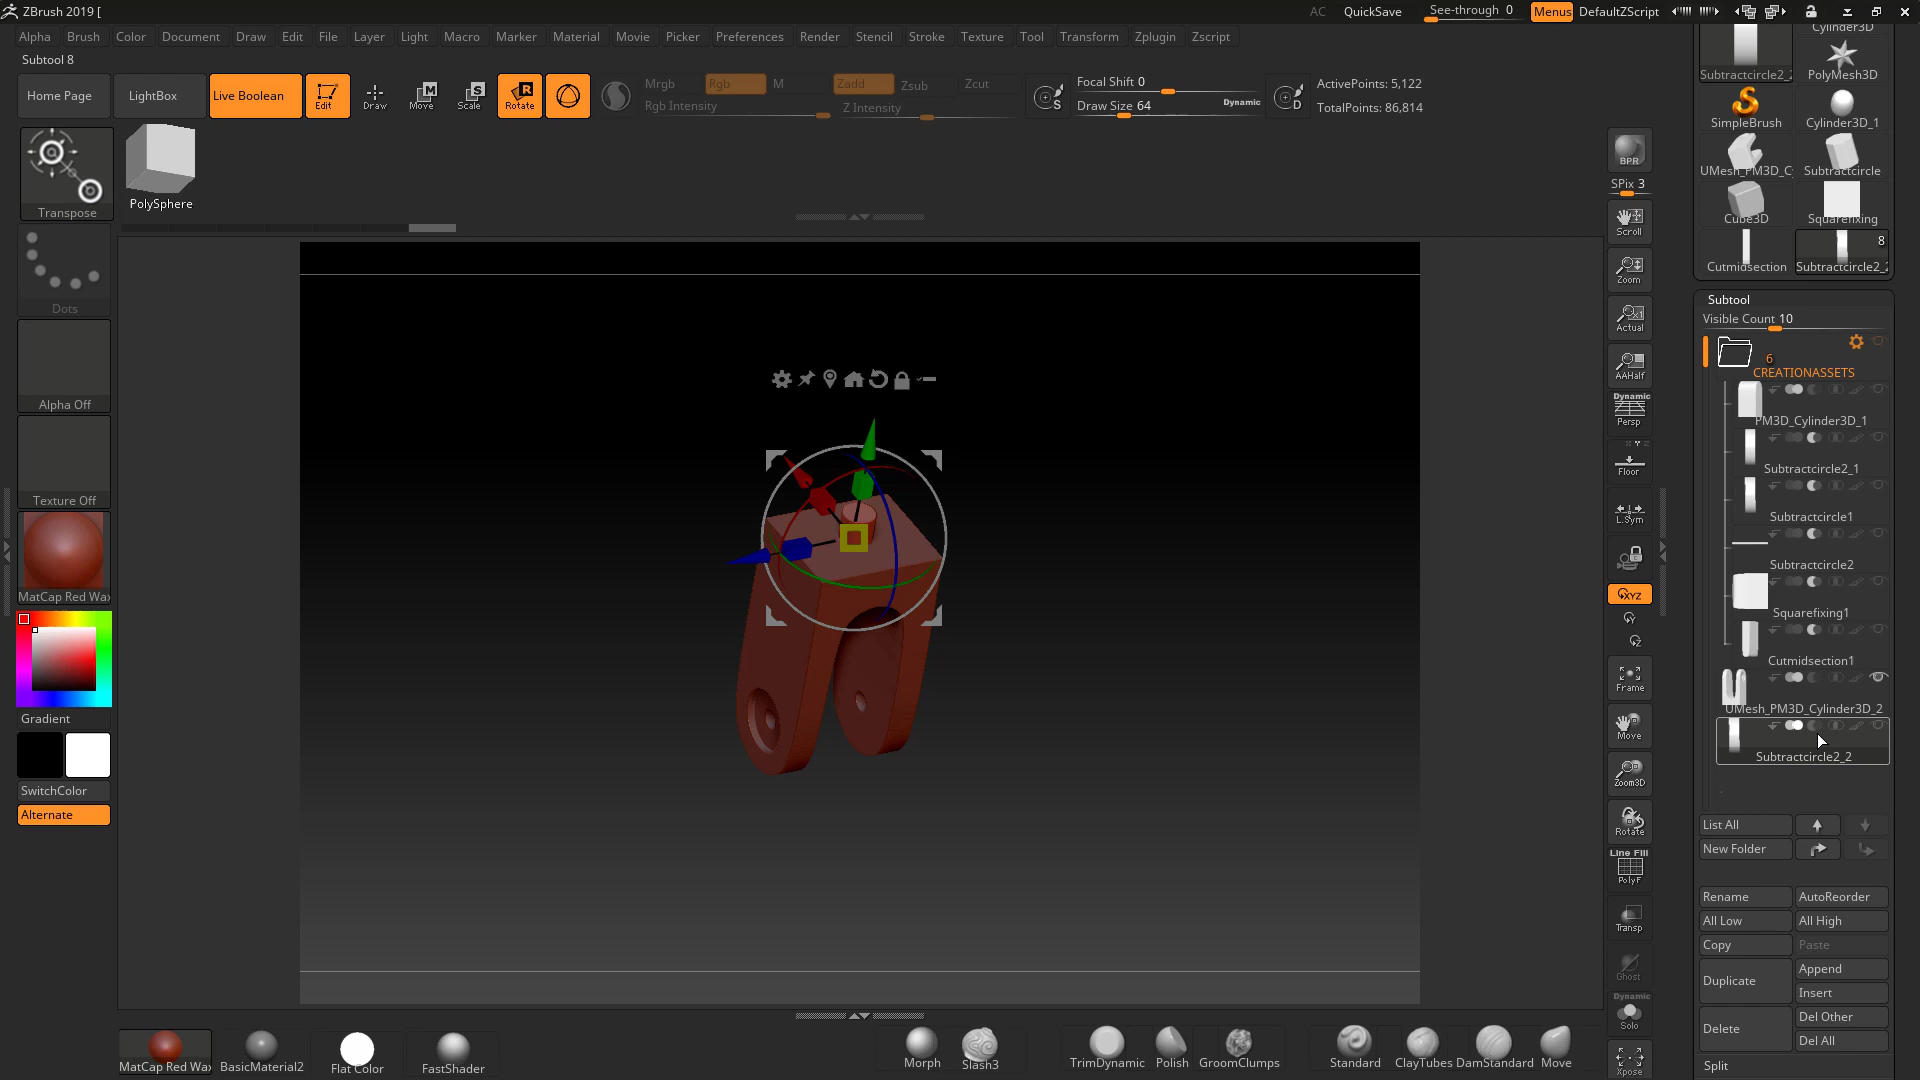 ZBrush 2019 [
AC
QuickSave
See-through 0
Menus
DefaultZScript
Alpha
Brush
Color
Document
Draw
Edit
File
Layer
Light
Macro
Marker
Material
Movie
Picker
Preferences
Render
Stencil
Stroke
Texture
Tool
Transform
Zplugin
Zscript
Subtool 8
Home Page
LightBox
Live Boolean
Edit
Draw
Move
Scale
Rotate
Mrgb
Rgb
M
Zadd
Zsub
Zcut
Rgb Intensity
Z Intensity
Focal Shift 0
Draw Size 64
Dynamic
ActivePoints: 5,122
TotalPoints: 86,814
Transpose
PolySphere
Dots
Alpha Off
Texture Off
MatCap Red Wax
Gradient
SwitchColor
Alternate
BPR
SPix 3
Scroll
Zoom
Actual
AAHalf
Dynamic
Persp
Floor
L.Sym
XYZ
Frame
Move
Zoom3D
Rotate
Line Fill
PolyF
Transp
Ghost
Dynamic
Solo
Xpose
Cylinder3D
Subtractcircle2_2
PolyMesh3D
SimpleBrush
Cylinder3D_1
UMesh_PM3D_Cy
Subtractcircle
Cube3D
Squarefixing
8
Cutmidsection
Subtractcircle2_2
Subtool
Visible Count 10
6
CREATIONASSETS
PM3D_Cylinder3D_1
Subtractcircle2_1
Subtractcircle1
Subtractcircle2
Squarefixing1
Cutmidsection1
UMesh_PM3D_Cylinder3D_2
Subtractcircle2_2
List All
New Folder
Rename
AutoReorder
All Low
All High
Copy
Paste
Duplicate
Append
Insert
Delete
Del Other
Del All
Split
MatCap Red Wax
BasicMaterial2
Flat Color
FastShader
Morph
Slash3
TrimDynamic
Polish
GroomClumps
Standard
ClayTubes
DamStandard
Move